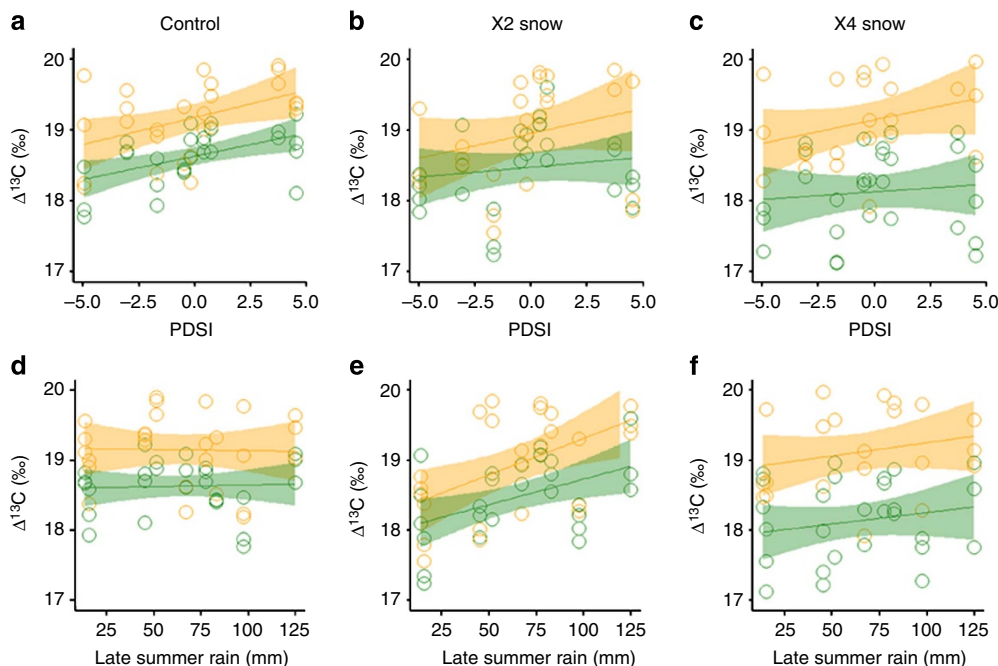 a Control b X2 snow c X4 snow
20 20 20
19 19 19
18 18 18
17 17 17
Δ¹³C (‰) Δ¹³C (‰) Δ¹³C (‰)
−5.0 −2.5 0.0 2.5 5.0 −5.0 −2.5 0.0 2.5 5.0 −5.0 −2.5 0.0 2.5 5.0
PDSI PDSI PDSI
d e f
20 20 20
19 19 19
18 18 18
17 17 17
Δ¹³C (‰) Δ¹³C (‰) Δ¹³C (‰)
25 50 75 100 125 25 50 75 100 125 25 50 75 100 125
Late summer rain (mm) Late summer rain (mm) Late summer rain (mm)